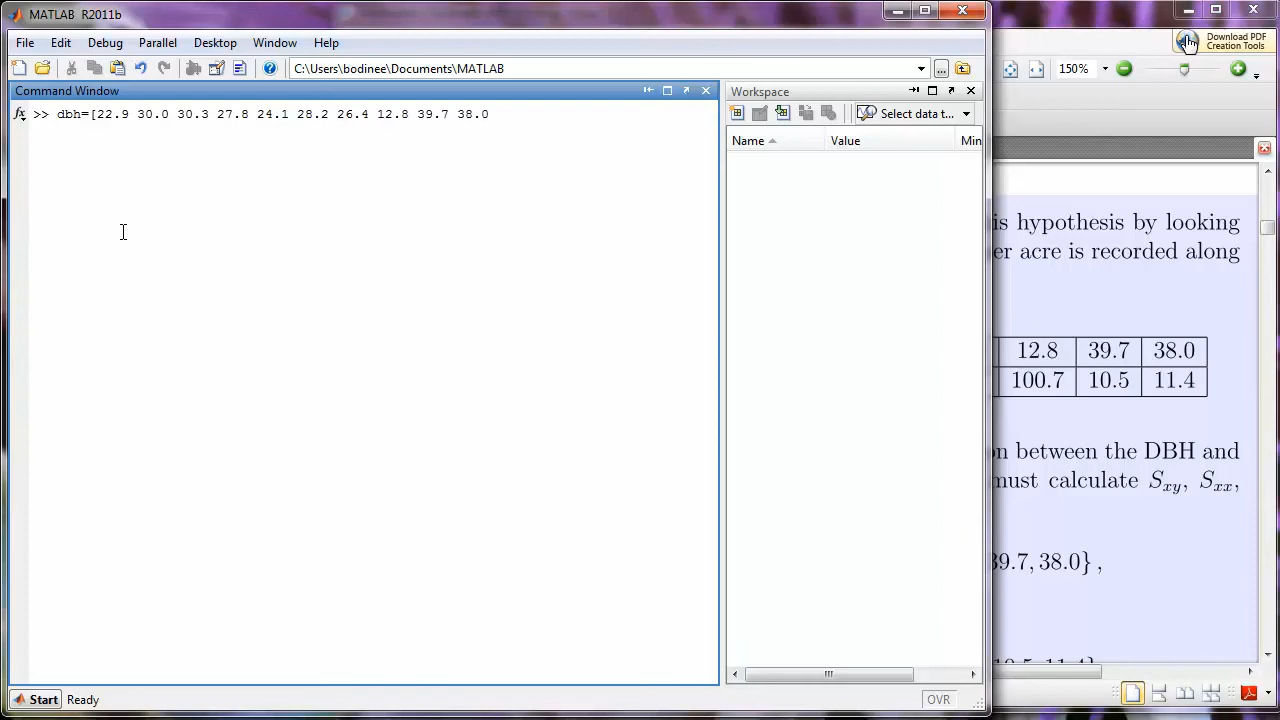 MATLAB R2011b
File Edit Debug Parallel Desktop Window Help
C:\Users\bodinee\Documents\MATLAB
...
Command Window
fx >> dbh=[22.9 30.0 30.3 27.8 24.1 28.2 26.4 12.8 39.7 38.0
Workspace
Select data t...
Name Value Min
Start Ready
OVR
Download PDF
Creation Tools
150%
is hypothesis by looking
er acre is recorded along
12.8 39.7 38.0
100.7 10.5 11.4
on between the DBH and
must calculate Sxy, Sxx,
39.7, 38.0} ,
10.5, 11.4}